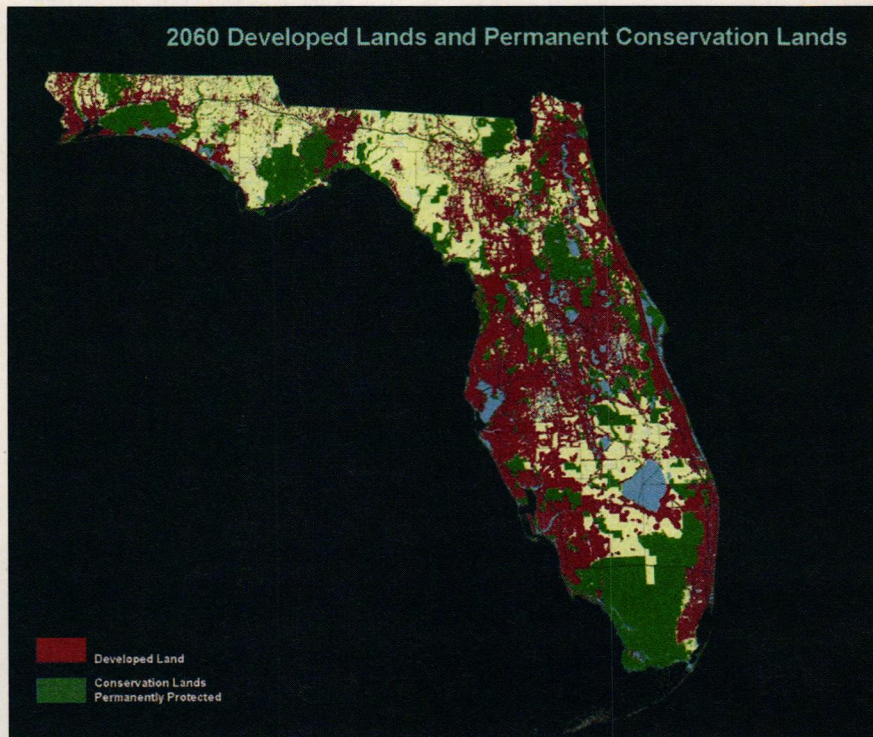 2060 Developed Lands and Permanent Conservation Lands
Developed Land
Conservation Lands
Permanently Protected